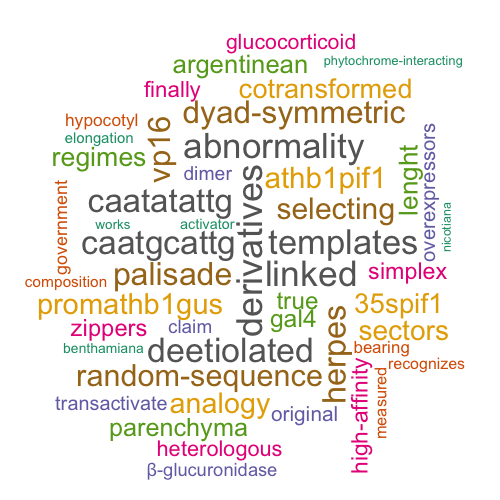 glucocorticoid
phytochrome-interacting
argentinean
finally
cotransformed
dyad-symmetric
hypocotyl
vp16
elongation
abnormality
regimes
dimer
athb1pif1
lenght
overexpressors
caatatattg
derivatives
selecting
nicotiana
government
works
activator
caatgcattg
templates
composition
palisade
linked
simplex
promathb1gus
true
35spif1
zippers
claim
gal4
herpes
sectors
benthamiana
deetiolated
bearing
random-sequence
high-affinity
measured
recognizes
transactivate
analogy
original
parenchyma
heterologous
β-glucuronidase